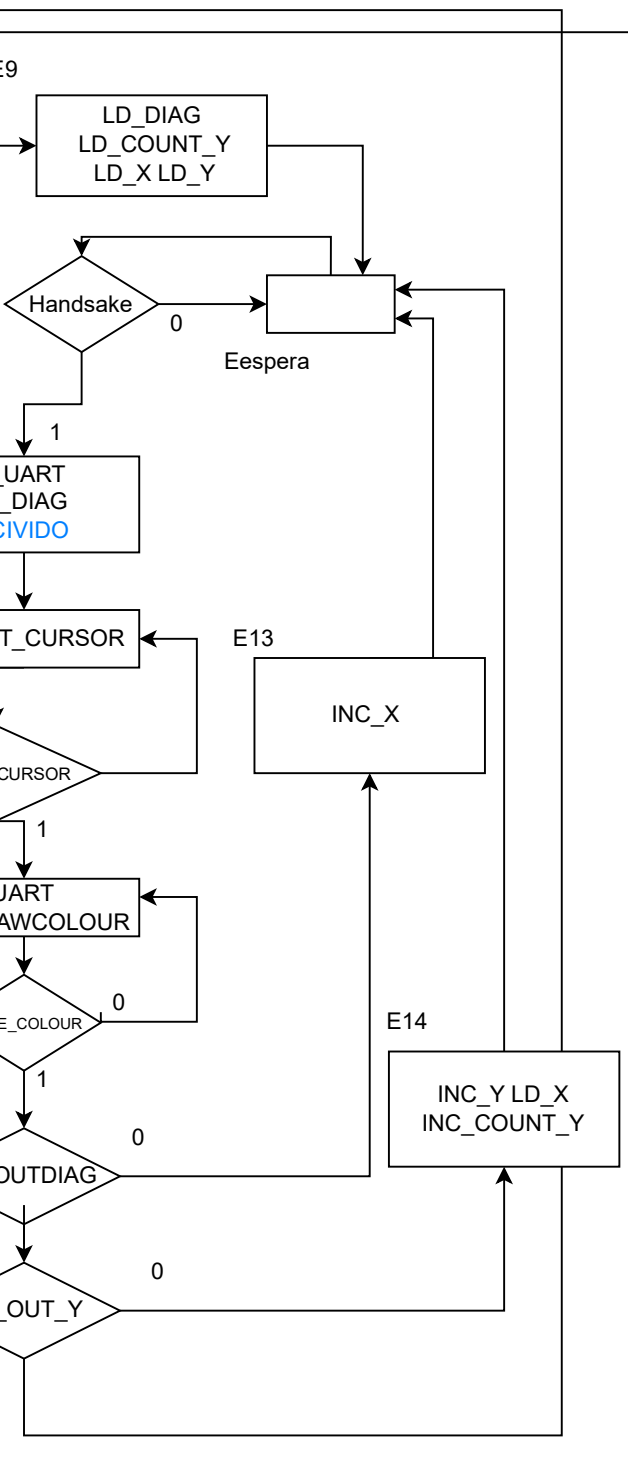 E9
LD_DIAG
LD_COUNT_Y
LD_X LD_Y
Handsake
0
Eespera
1
_UART
_DIAG
CIVIDO
T_CURSOR
E13
INC_X
CURSOR
1
UART
AWCOLOUR
0
E_COLOUR
E14
1
INC_Y LD_X
INC_COUNT_Y
0
OUTDIAG
0
_OUT_Y